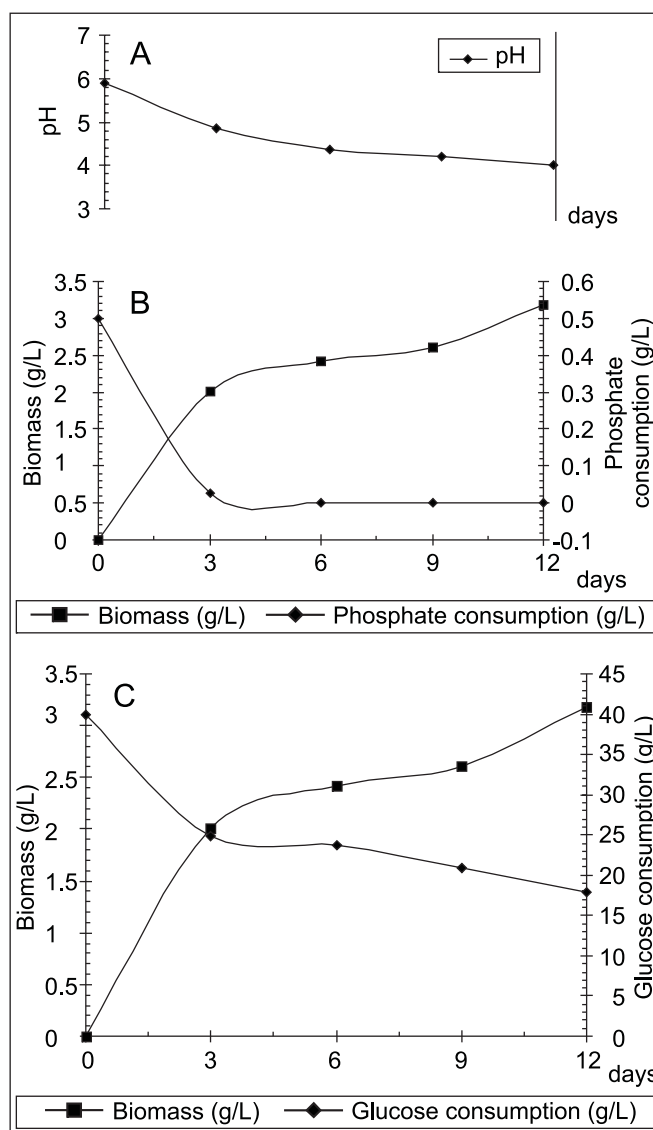 A
pH
7
6
5
4
3
pH
days
B
Biomass (g/L)
3.5
3
2.5
2
1.5
1
0.5
0
0.6
0.5
0.4
0.3
0.2
0.1
0
-0.1
Phosphate
consumption (g/L)
0 3 6 9 12
days
Biomass (g/L) Phosphate consumption (g/L)
C
Biomass (g/L)
3.5
3
2.5
2
1.5
1
0.5
0
45
40
35
30
25
20
15
10
5
0
Glucose consumption (g/L)
0 3 6 9 12
days
Biomass (g/L) Glucose consumption (g/L)